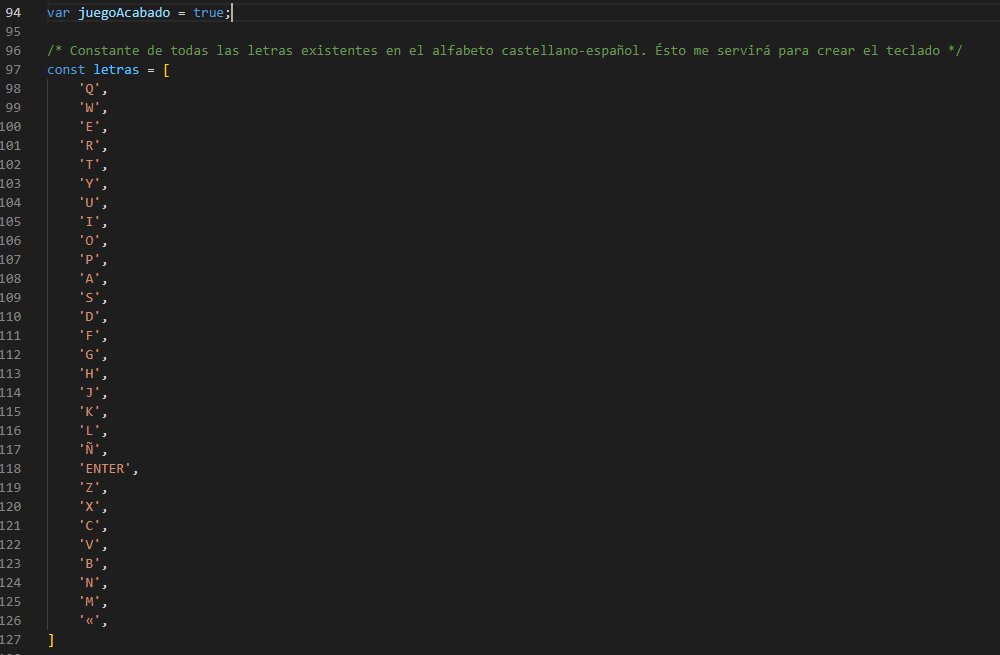 94 var juegoAcabado = true;
95
96 /* Constante de todas las letras existentes en el alfabeto castellano-español. Ésto me servirá para crear el teclado */
97 const letras = [
98 'Q',
99 'W',
100 'E',
101 'R',
102 'T',
103 'Y',
104 'U',
105 'I',
106 'O',
107 'P',
108 'A',
109 'S',
110 'D',
111 'F',
112 'G',
113 'H',
114 'J',
115 'K',
116 'L',
117 'Ñ',
118 'ENTER',
119 'Z',
120 'X',
121 'C',
122 'V',
123 'B',
124 'N',
125 'M',
126 '«',
127 ]